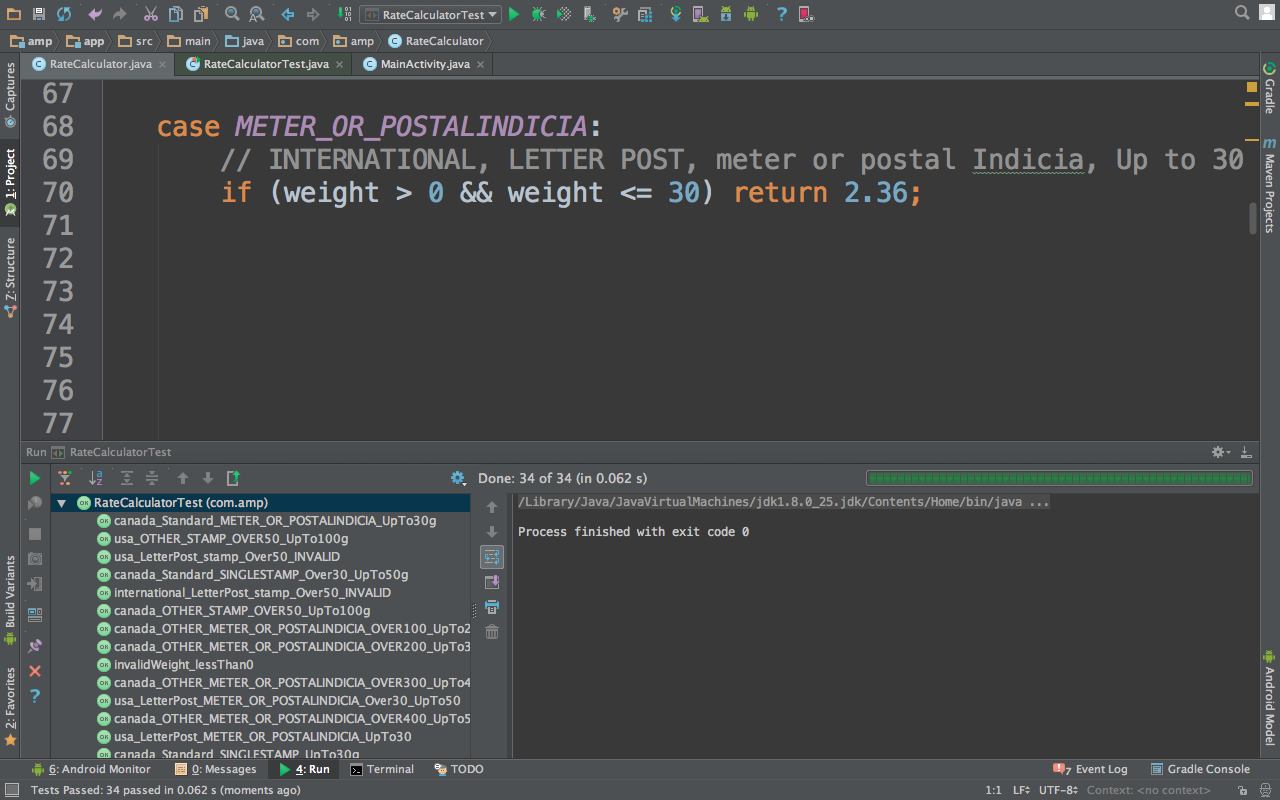 RateCalculatorTest
amp app src main java com amp RateCalculator
RateCalculator.java RateCalculatorTest.java MainActivity.java
Captures
1: Project
7: Structure
Build Variants
2: Favorites
67
68 case METER_OR_POSTALINDICIA:
69 // INTERNATIONAL, LETTER POST, meter or postal Indicia, Up to 30
70 if (weight > 0 && weight <= 30) return 2.36;
71
72
73
74
75
76
77
Gradle
Maven Projects
Android Model
Run RateCalculatorTest
Done: 34 of 34 (in 0.062 s)
RateCalculatorTest (com.amp)
canada_Standard_METER_OR_POSTALINDICIA_UpTo30g
usa_OTHER_STAMP_OVER50_UpTo100g
usa_LetterPost_stamp_Over50_INVALID
canada_Standard_SINGLESTAMP_Over30_UpTo50g
international_LetterPost_stamp_Over50_INVALID
canada_OTHER_STAMP_OVER50_UpTo100g
canada_OTHER_METER_OR_POSTALINDICIA_OVER100_UpTo2
canada_OTHER_METER_OR_POSTALINDICIA_OVER200_UpTo3
invalidWeight_lessThan0
canada_OTHER_METER_OR_POSTALINDICIA_OVER300_UpTo4
usa_LetterPost_METER_OR_POSTALINDICIA_Over30_UpTo50
canada_OTHER_METER_OR_POSTALINDICIA_OVER400_UpTo5
usa_LetterPost_METER_OR_POSTALINDICIA_UpTo30
canada_Standard_SINGLESTAMP_UpTo30g
/Library/Java/JavaVirtualMachines/jdk1.8.0_25.jdk/Contents/Home/bin/java ...
Process finished with exit code 0
6: Android Monitor 0: Messages 4: Run Terminal TODO 7 Event Log Gradle Console
Tests Passed: 34 passed in 0.062 s (moments ago) 1:1 LF UTF-8 Context: <no context>